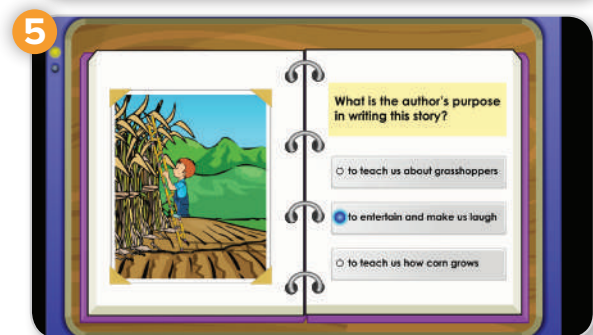 5
What is the author's purpose
in writing this story?
to teach us about grasshoppers
to entertain and make us laugh
to teach us how corn grows